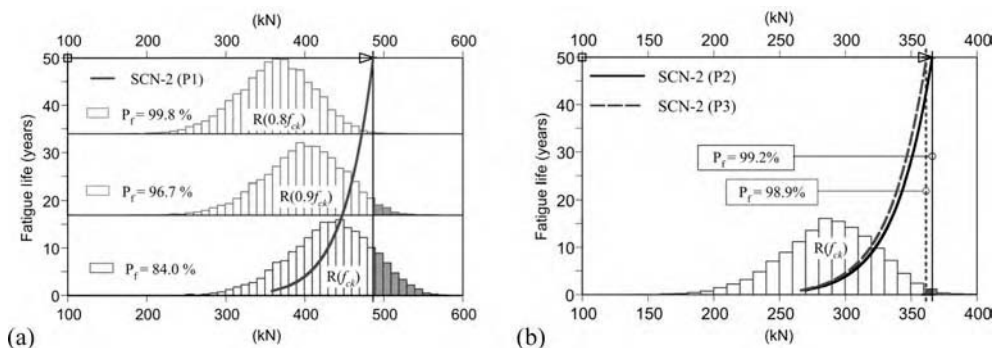 (kN)
100 200 300 400 500 600
50
40
30
20
10
0
Fatigue life (years)
SCN-2 (P1)
P_f = 99.8 %
R(0.8f_ck)
P_f = 96.7 %
R(0.9f_ck)
P_f = 84.0 %
R(f_ck)
100 200 300 400 500 600
(kN)
(a)
(kN)
100 150 200 250 300 350 400
50
40
30
20
10
0
Fatigue life (years)
SCN-2 (P2)
SCN-2 (P3)
P_f = 99.2%
P_f = 98.9%
R(f_ck)
100 150 200 250 300 350 400
(kN)
(b)